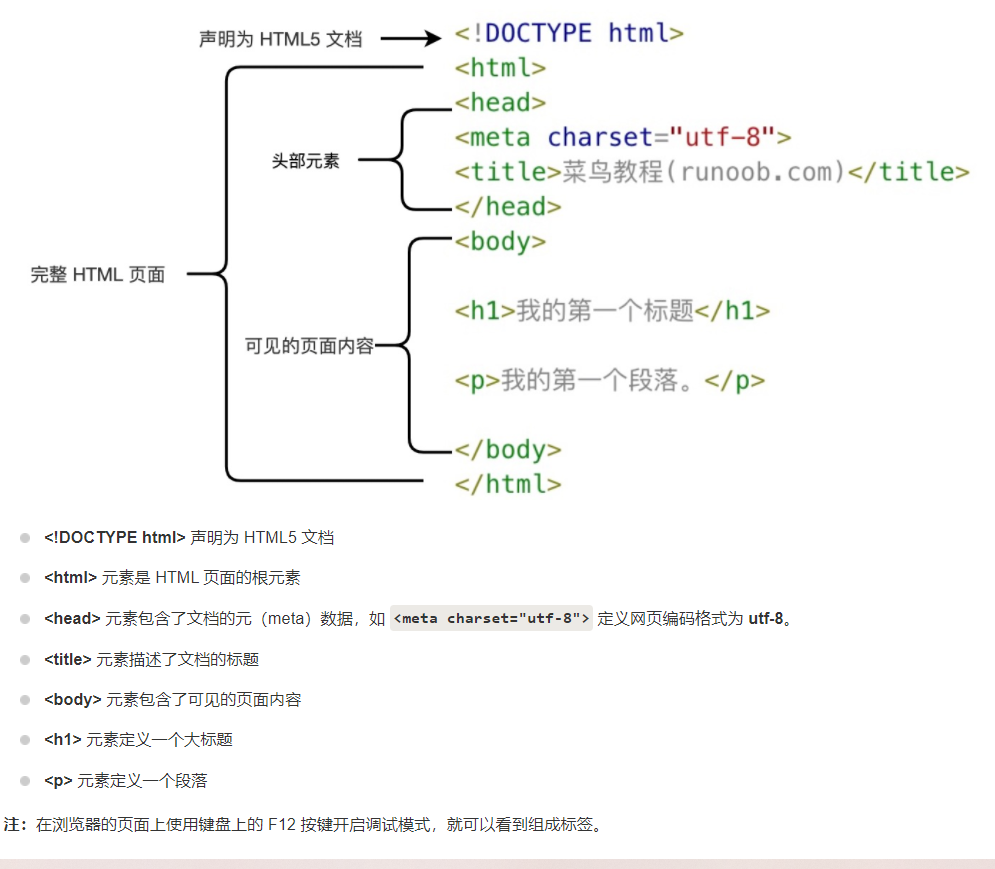 声明为 HTML5 文档 <!DOCTYPE html>
<html>
<head>
<meta charset="utf-8">
头部元素
<title>菜鸟教程(runoob.com)</title>
</head>
<body>
完整 HTML 页面
<h1>我的第一个标题</h1>
可见的页面内容
<p>我的第一个段落。</p>
</body>
</html>
<!DOCTYPE html> 声明为 HTML5 文档
<html> 元素是 HTML 页面的根元素
<head> 元素包含了文档的元（meta）数据，如 <meta charset="utf-8"> 定义网页编码格式为 utf-8。
<title> 元素描述了文档的标题
<body> 元素包含了可见的页面内容
<h1> 元素定义一个大标题
<p> 元素定义一个段落
注：在浏览器的页面上使用键盘上的 F12 按键开启调试模式，就可以看到组成标签。